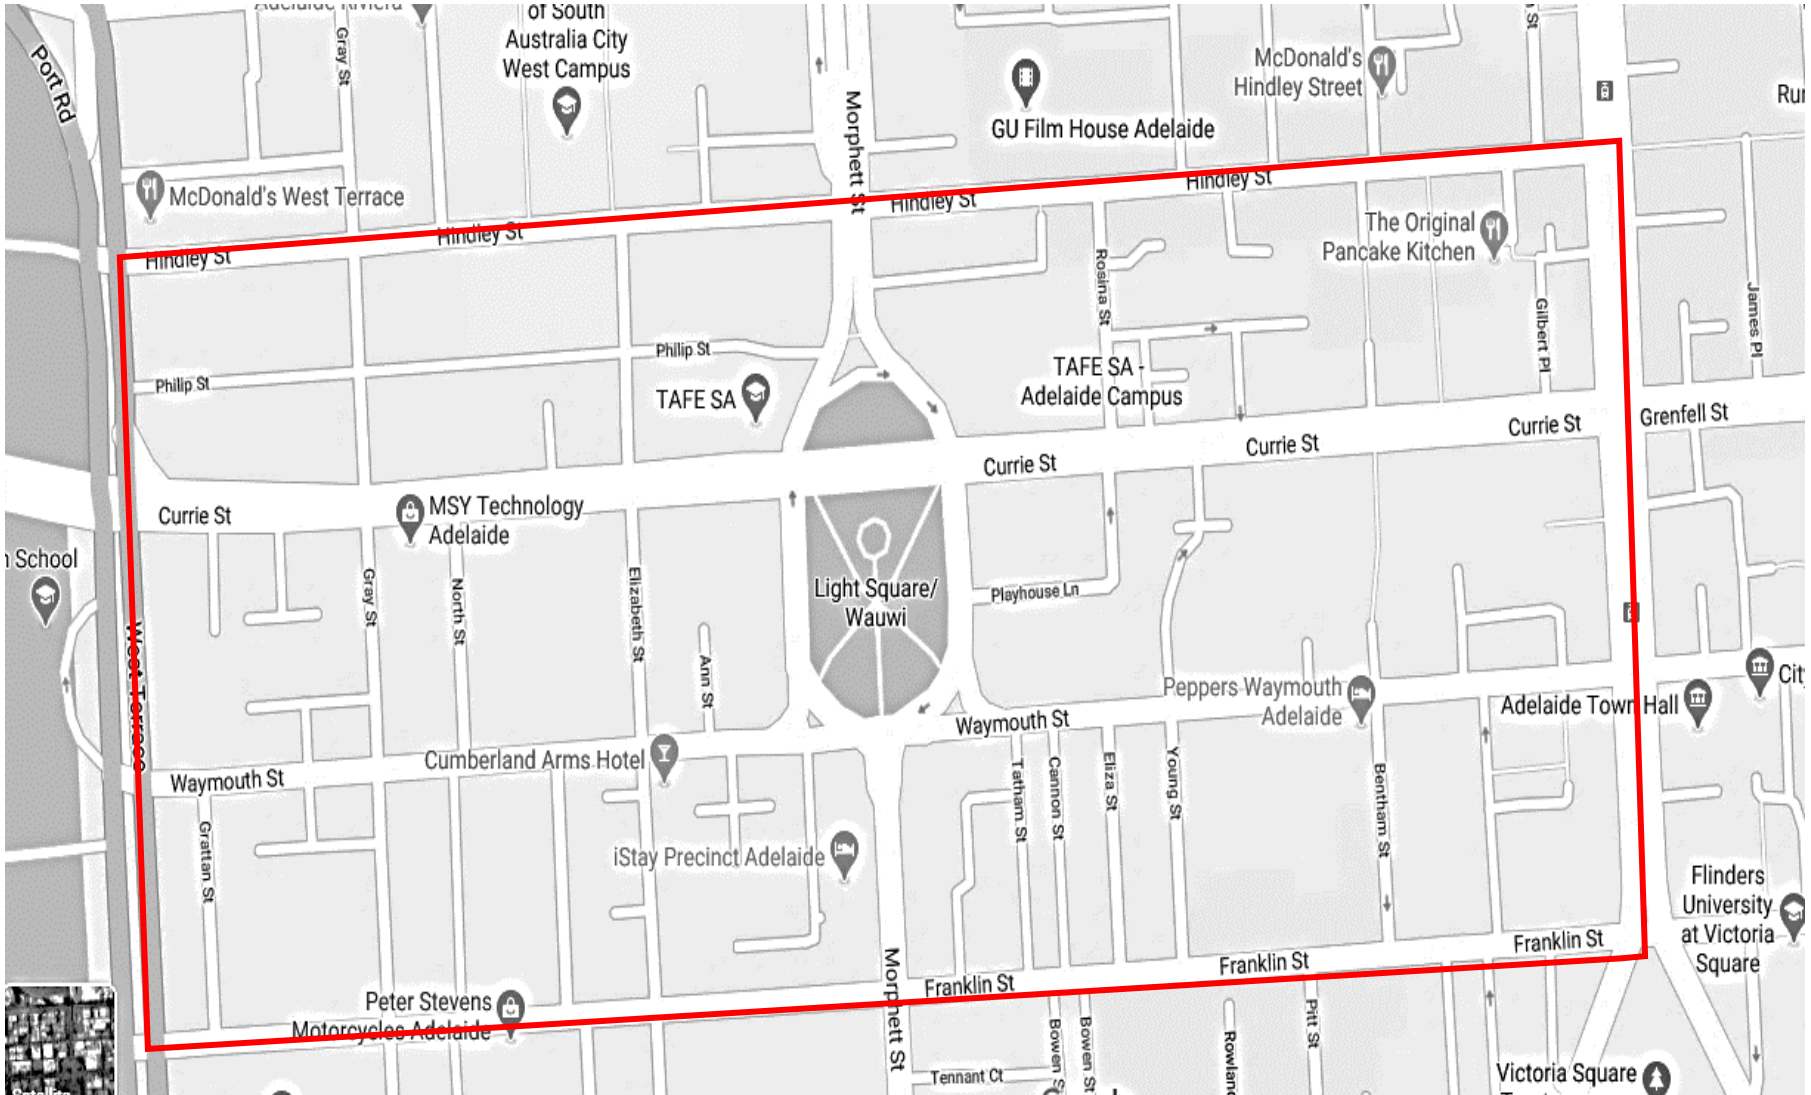 Adelaide Riviera
of South
Australia City
West Campus
Gray St
Port Rd
McDonald's
Hindley Street
GU Film House Adelaide
Morphett St
McDonald's West Terrace
Hindley St
Hindley St
Hindley St
Hindley St
The Original
Pancake Kitchen
Rosina St
Gilbert Pl
James Pl
Philip St
Philip St
TAFE SA
TAFE SA -
Adelaide Campus
Currie St
Currie St
Currie St
Currie St
Grenfell St
MSY Technology
Adelaide
School
Gray St
North St
Elizabeth St
Ann St
Light Square/
Wauwi
Playhouse Ln
West Terrace
Peppers Waymouth
Adelaide
Adelaide Town Hall
Waymouth St
Waymouth St
Cumberland Arms Hotel
Grattan St
Tatham St
Cannon St
Eliza St
Young St
Bentham St
iStay Precinct Adelaide
Flinders
University
at Victoria
Square
Franklin St
Franklin St
Franklin St
Peter Stevens
Motorcycles Adelaide
Morphett St
Bowen S
Bowen St
Pitt St
Tennant Ct
Victoria Square